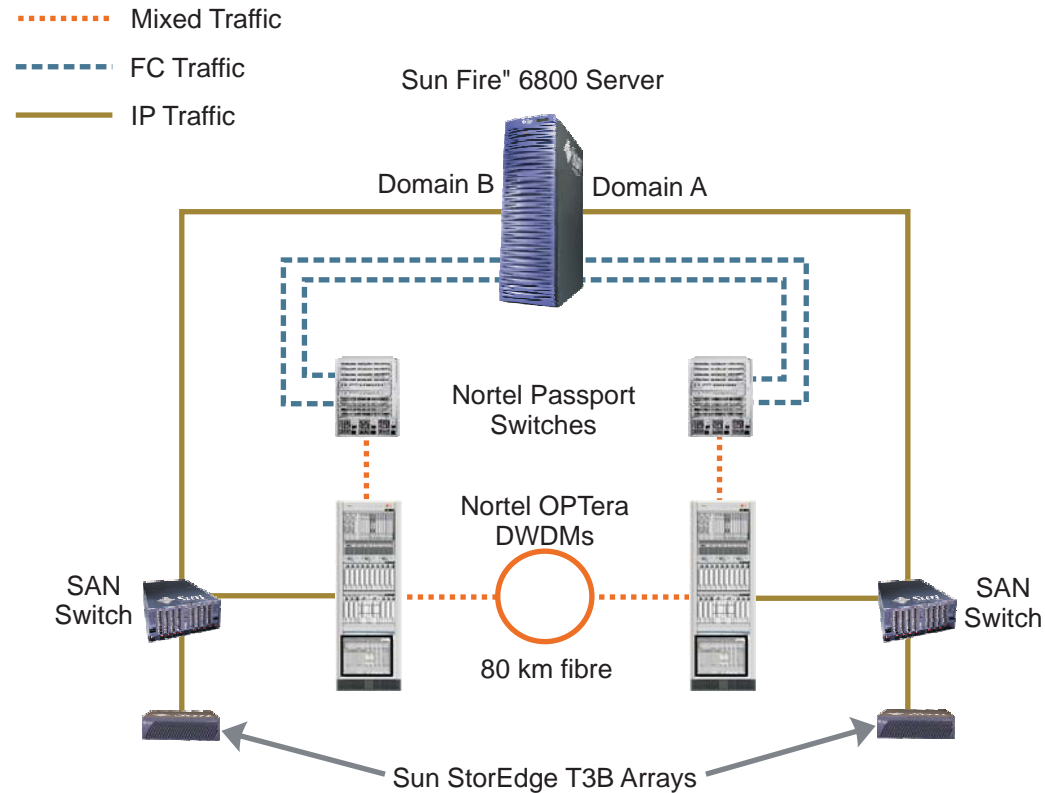 Mixed Traffic
FC Traffic
IP Traffic
Sun Fire" 6800 Server
Domain B
Domain A
Nortel Passport
Switches
Nortel OPTera
DWDMs
SAN
Switch
SAN
Switch
80 km fibre
Sun StorEdge T3B Arrays